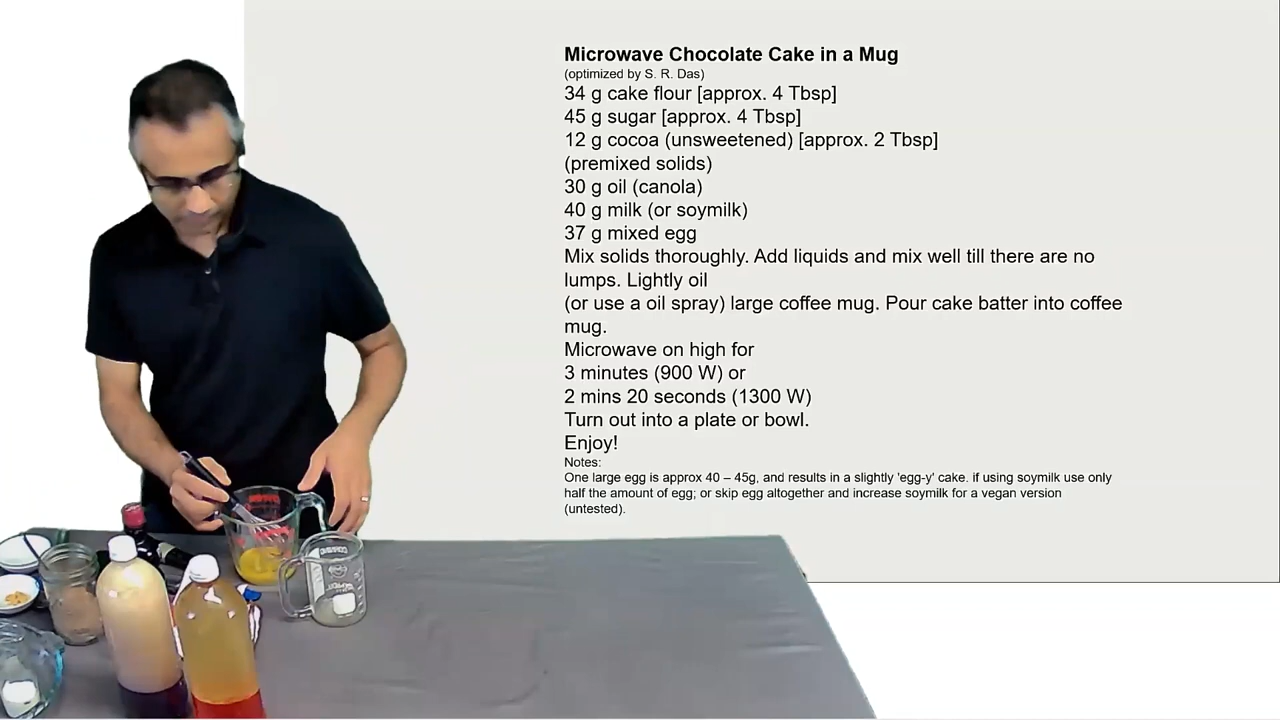 Microwave Chocolate Cake in a Mug
(optimized by S. R. Das)
34 g cake flour [approx. 4 Tbsp]
45 g sugar [approx. 4 Tbsp]
12 g cocoa (unsweetened) [approx. 2 Tbsp]
(premixed solids)
30 g oil (canola)
40 g milk (or soymilk)
37 g mixed egg
Mix solids thoroughly. Add liquids and mix well till there are no
lumps. Lightly oil
(or use a oil spray) large coffee mug. Pour cake batter into coffee
mug.
Microwave on high for
3 minutes (900 W) or
2 mins 20 seconds (1300 W)
Turn out into a plate or bowl.
Enjoy!
Notes:
One large egg is approx 40 – 45g, and results in a slightly 'egg-y' cake. if using soymilk use only
half the amount of egg; or skip egg altogether and increase soymilk for a vegan version
(untested).